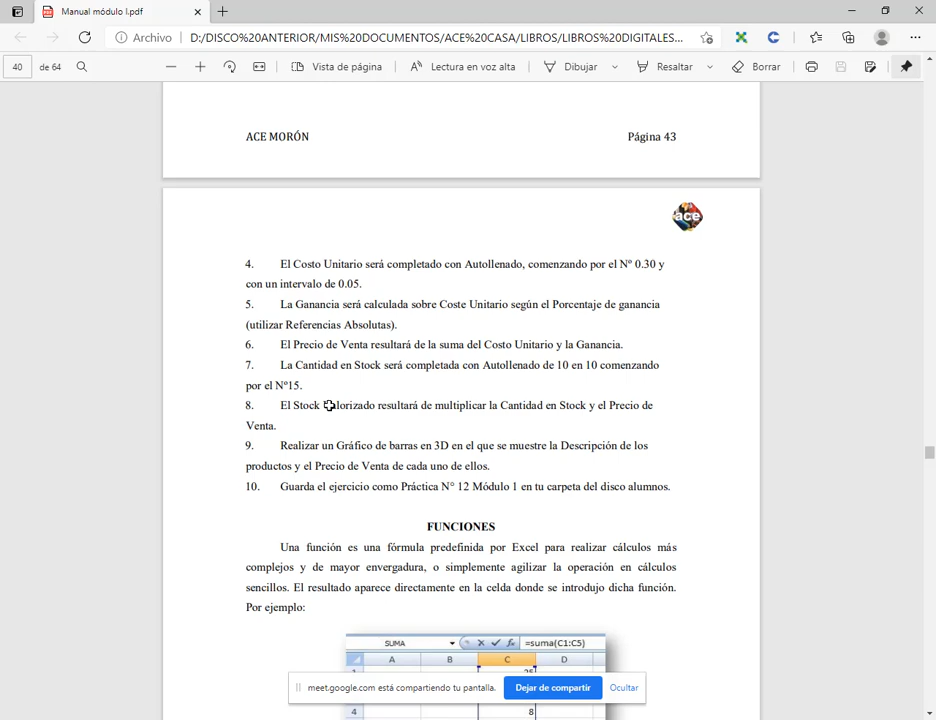 Manual módulo I.pdf
Archivo D:/DISCO%20ANTERIOR/MIS%20DOCUMENTOS/ACE%20CASA/LIBROS/LIBROS%20DIGITALES...
40 de 64 Vista de página Lectura en voz alta Dibujar Resaltar Borrar
ACE MORÓN Página 43
ace
4. El Costo Unitario será completado con Autollenado, comenzando por el Nº 0.30 y
con un intervalo de 0.05.
5. La Ganancia será calculada sobre Coste Unitario según el Porcentaje de ganancia
(utilizar Referencias Absolutas).
6. El Precio de Venta resultará de la suma del Costo Unitario y la Ganancia.
7. La Cantidad en Stock será completada con Autollenado de 10 en 10 comenzando
por el Nº15.
8. El Stock Valorizado resultará de multiplicar la Cantidad en Stock y el Precio de
Venta.
9. Realizar un Gráfico de barras en 3D en el que se muestre la Descripción de los
productos y el Precio de Venta de cada uno de ellos.
10. Guarda el ejercicio como Práctica N° 12 Módulo 1 en tu carpeta del disco alumnos.
FUNCIONES
Una función es una fórmula predefinida por Excel para realizar cálculos más
complejos y de mayor envergadura, o simplemente agilizar la operación en cálculos
sencillos. El resultado aparece directamente en la celda donde se introdujo dicha función.
Por ejemplo:
SUMA fx =suma(C1:C5)
A B C D
meet.google.com está compartiendo tu pantalla. Dejar de compartir Ocultar
4 8